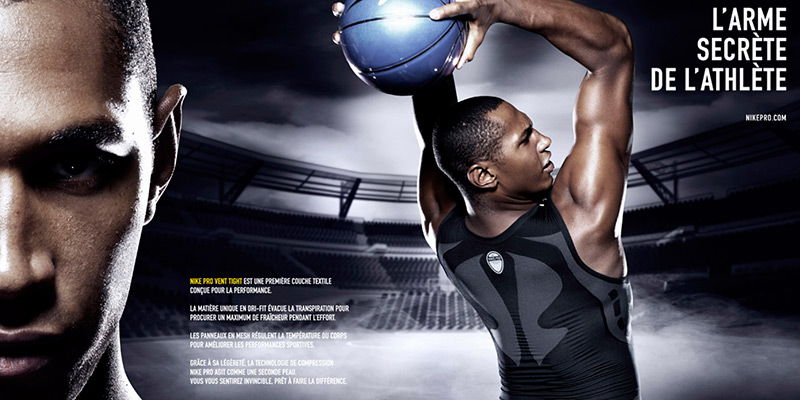 L'ARME
SECRÈTE
DE L'ATHLÈTE
NIKEPRO.COM
NIKE PRO VENT TIGHT EST UNE PREMIÈRE COUCHE TEXTILE
CONÇUE POUR LA PERFORMANCE.
LA MATIÈRE UNIQUE EN DRI-FIT ÉVACUE LA TRANSPIRATION POUR
PROCURER UN MAXIMUM DE FRAÎCHEUR PENDANT L'EFFORT.
LES PANNEAUX EN MESH RÉGULENT LA TEMPÉRATURE DU CORPS
POUR AMÉLIORER LES PERFORMANCES SPORTIVES.
GRÂCE À SA LÉGÈRETÉ, LA TECHNOLOGIE DE COMPRESSION
NIKE PRO AGIT COMME UNE SECONDE PEAU.
VOUS VOUS SENTIREZ INVINCIBLE, PRÊT À FAIRE LA DIFFÉRENCE.